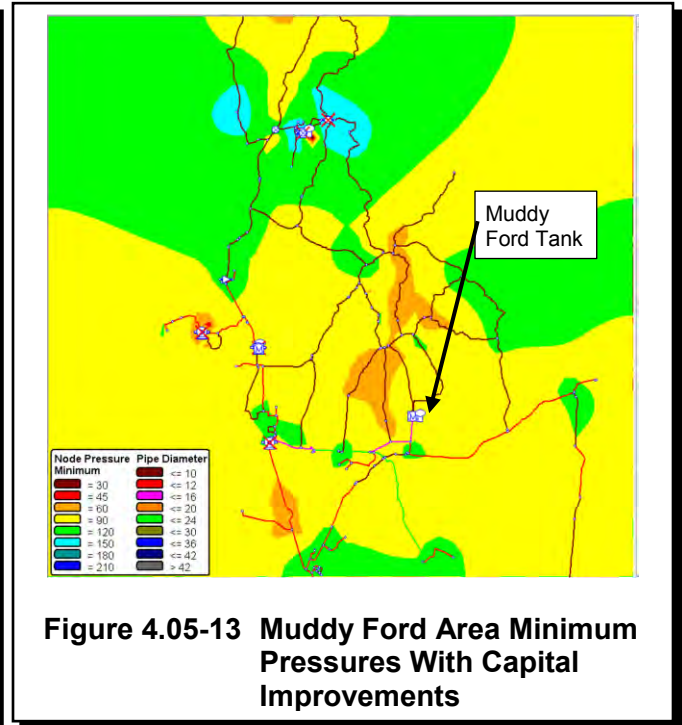 Muddy
Ford Tank
Node Pressure Pipe Diameter
Minimum
= 30 <= 10
= 45 <= 12
= 60 <= 16
= 90 <= 20
= 120 <= 24
= 150 <= 30
= 180 <= 36
= 210 <= 42
> 42
Figure 4.05-13 Muddy Ford Area Minimum
Pressures With Capital
Improvements